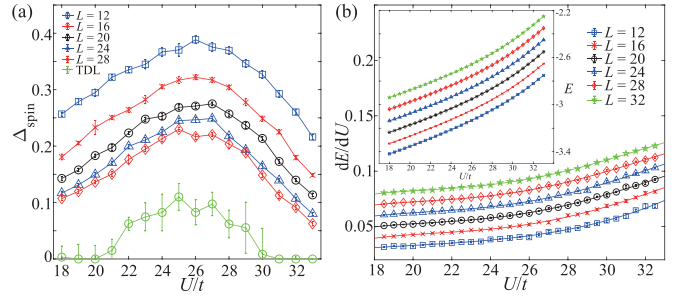 (a)
L = 12
L = 16
L = 20
L = 24
L = 28
TDL
Δspin
0.4
0.3
0.2
0.1
0
18 20 22 24 26 28 30 32
U/t
(b)
L = 12
L = 16
L = 20
L = 24
L = 28
L = 32
dE/dU
0.2
0.15
0.1
0.05
18 20 22 24 26 28 30 32
U/t
-2.2
-2.6
-3
-3.4
E
18 20 22 24 26 28 30 32
U/t